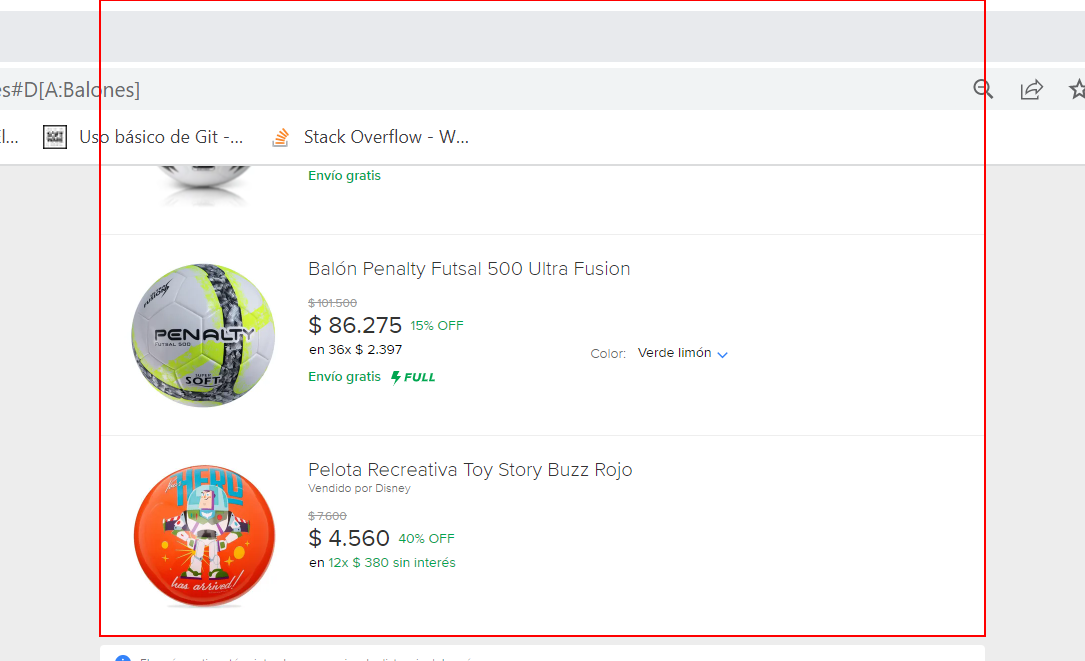 es#D[A:Balones]
Uso básico de Git -...
Stack Overflow - W...
Envío gratis
Balón Penalty Futsal 500 Ultra Fusion
$ 101.500
$ 86.275 15% OFF
en 36x $ 2.397
Color: Verde limón
Envío gratis FULL
PENALTY
FUTSAL 500
SUPER
SOFT
Pelota Recreativa Toy Story Buzz Rojo
Vendido por Disney
$ 7.600
$ 4.560 40% OFF
en 12x $ 380 sin interés
HERO
has arrived!